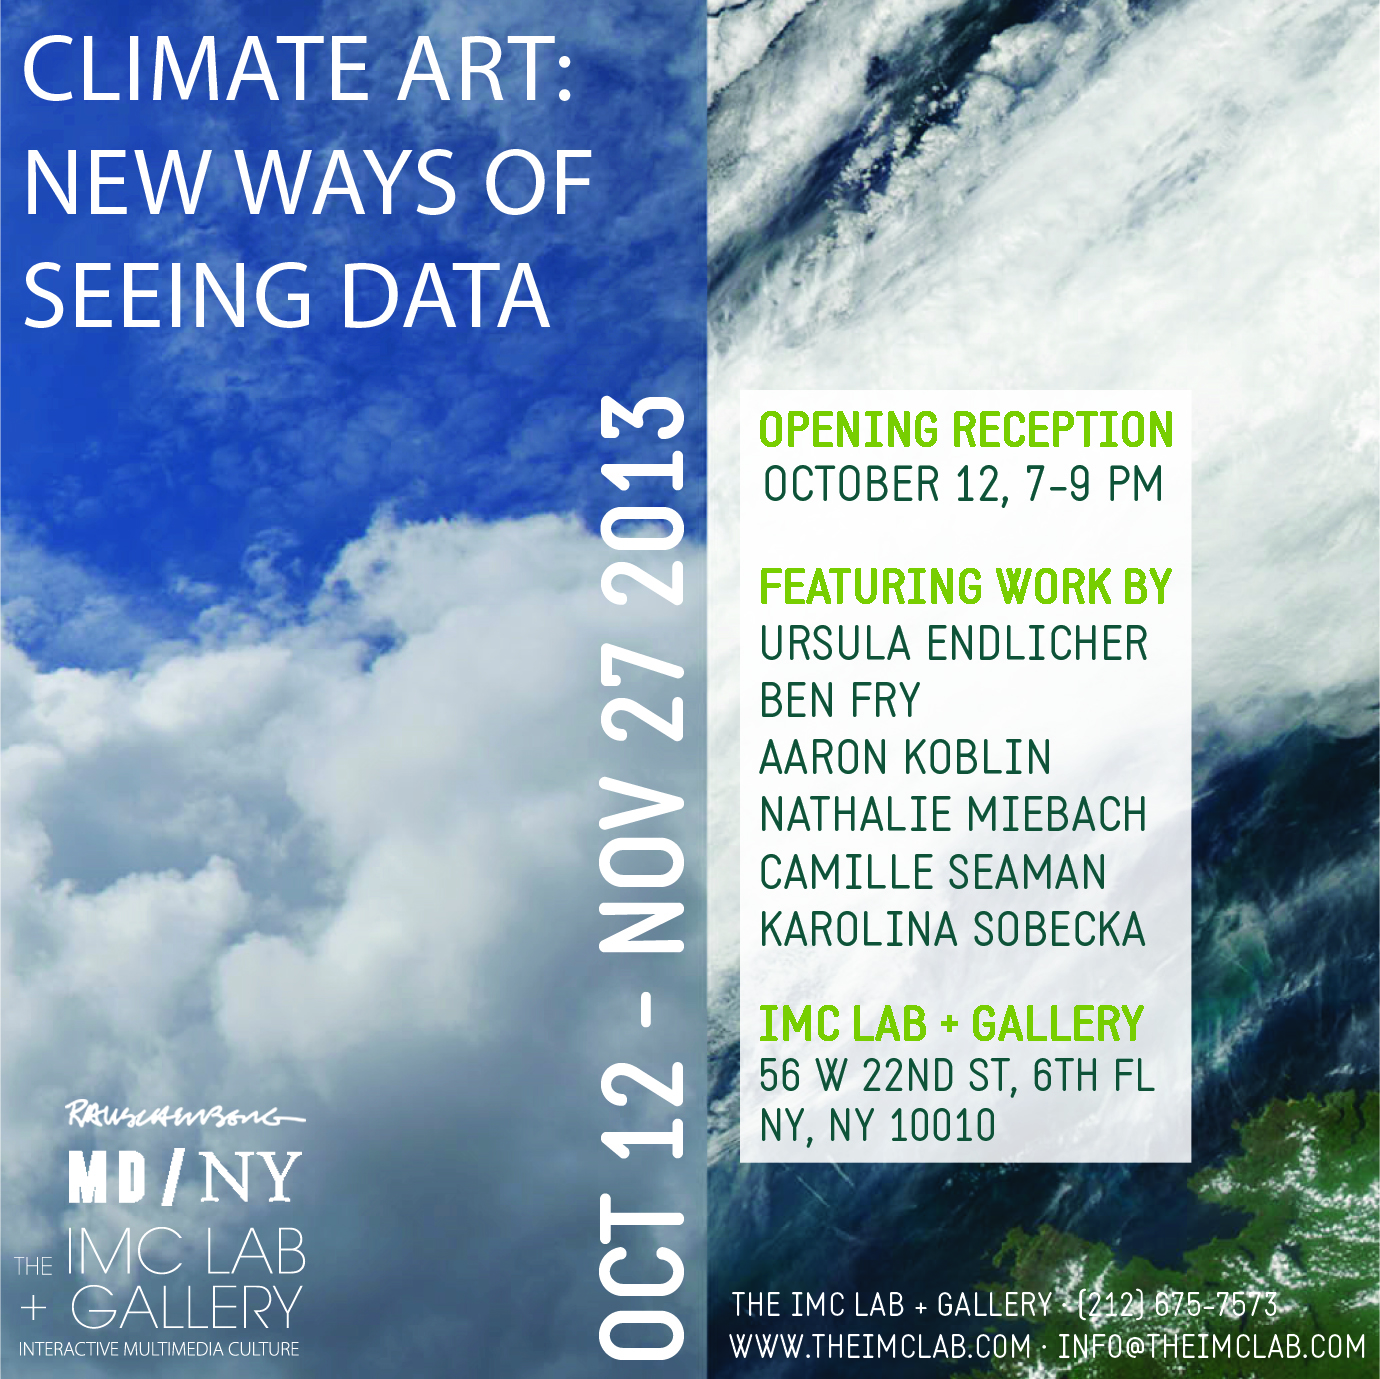 CLIMATE ART:
NEW WAYS OF
SEEING DATA
OCT 12 - NOV 27 2013
OPENING RECEPTION
OCTOBER 12, 7-9 PM
FEATURING WORK BY
URSULA ENDLICHER
BEN FRY
AARON KOBLIN
NATHALIE MIEBACH
CAMILLE SEAMAN
KAROLINA SOBECKA
IMC LAB + GALLERY
56 W 22ND ST, 6TH FL
NY, NY 10010
RAUSCHENBERG
MD/NY
THE IMC LAB
+ GALLERY
INTERACTIVE MULTIMEDIA CULTURE
THE IMC LAB + GALLERY · (212) 675-7573
WWW.THEIMCLAB.COM · INFO@THEIMCLAB.COM